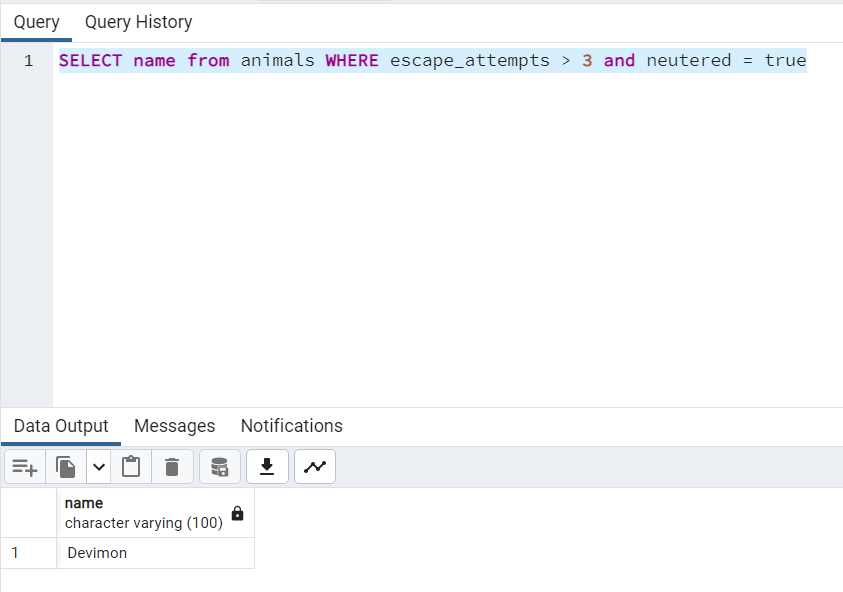 Query Query History
1 SELECT name from animals WHERE escape_attempts > 3 and neutered = true
Data Output Messages Notifications
name
character varying (100)
1 Devimon